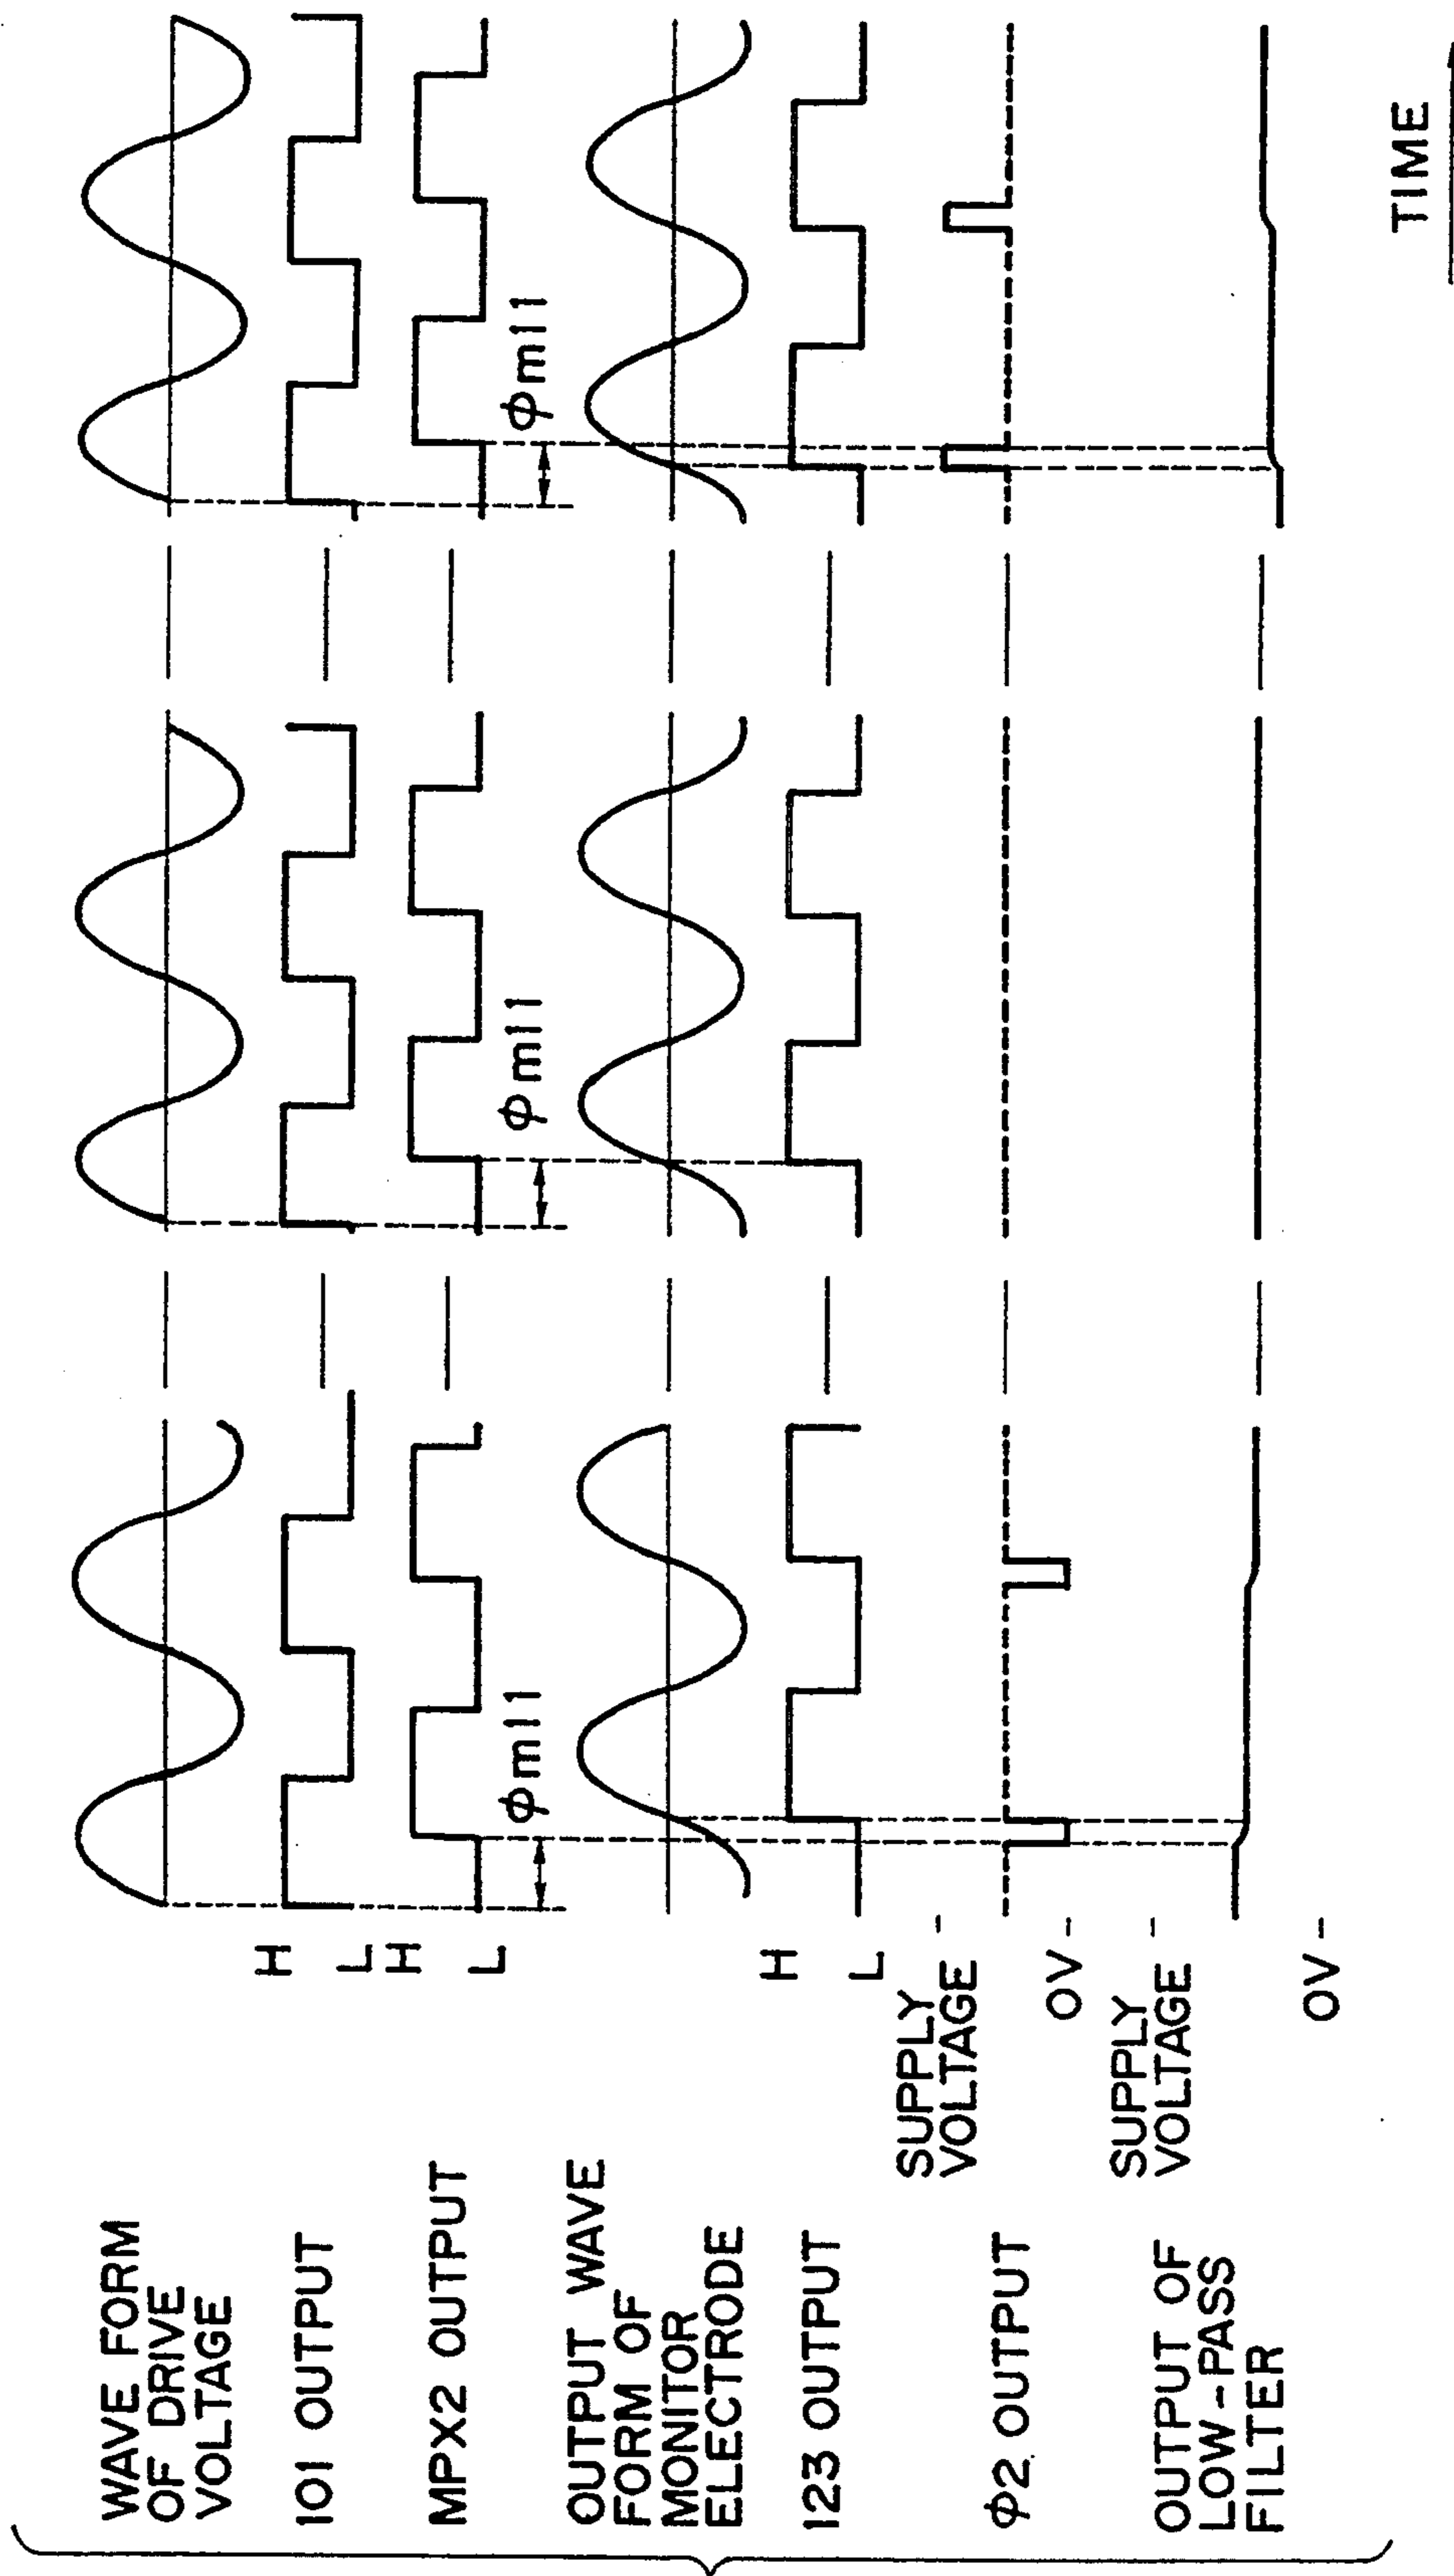 WAVE FORM
OF DRIVE
VOLTAGE
101 OUTPUT
H
L
MPX2 OUTPUT
H
L
φm11
φm11
φm11
OUTPUT WAVE
FORM OF
MONITOR
ELECTRODE
123 OUTPUT
H
L
φ2 OUTPUT
SUPPLY
VOLTAGE
0V
OUTPUT OF
LOW-PASS
FILTER
SUPPLY
VOLTAGE
0V
TIME